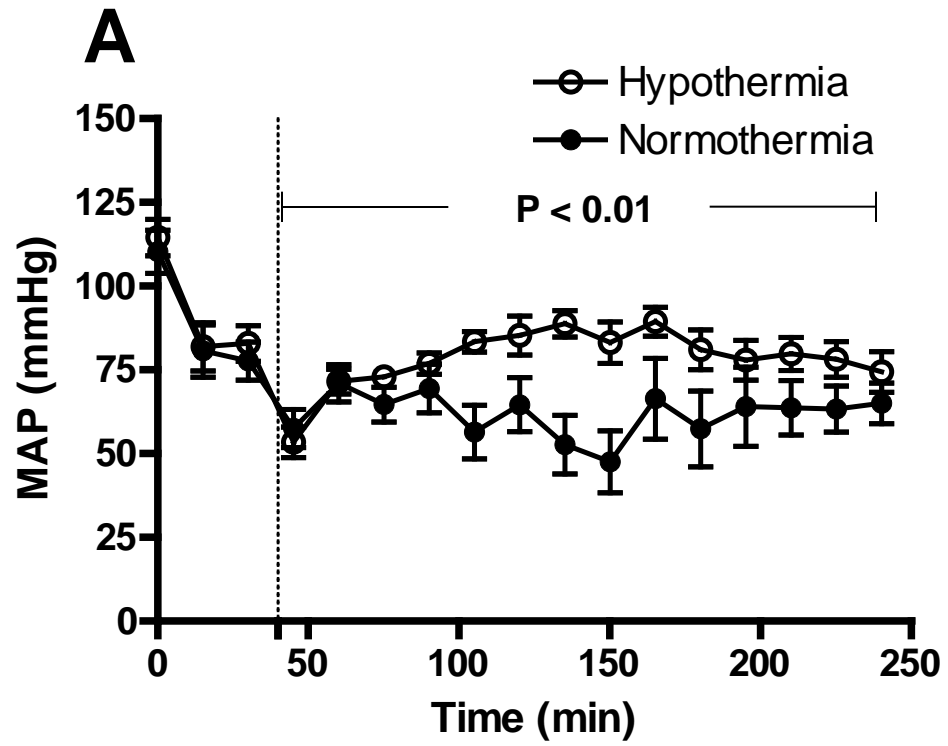 A
Hypothermia
Normothermia
P < 0.01
150
125
100
75
50
25
0
MAP (mmHg)
0 50 100 150 200 250
Time (min)